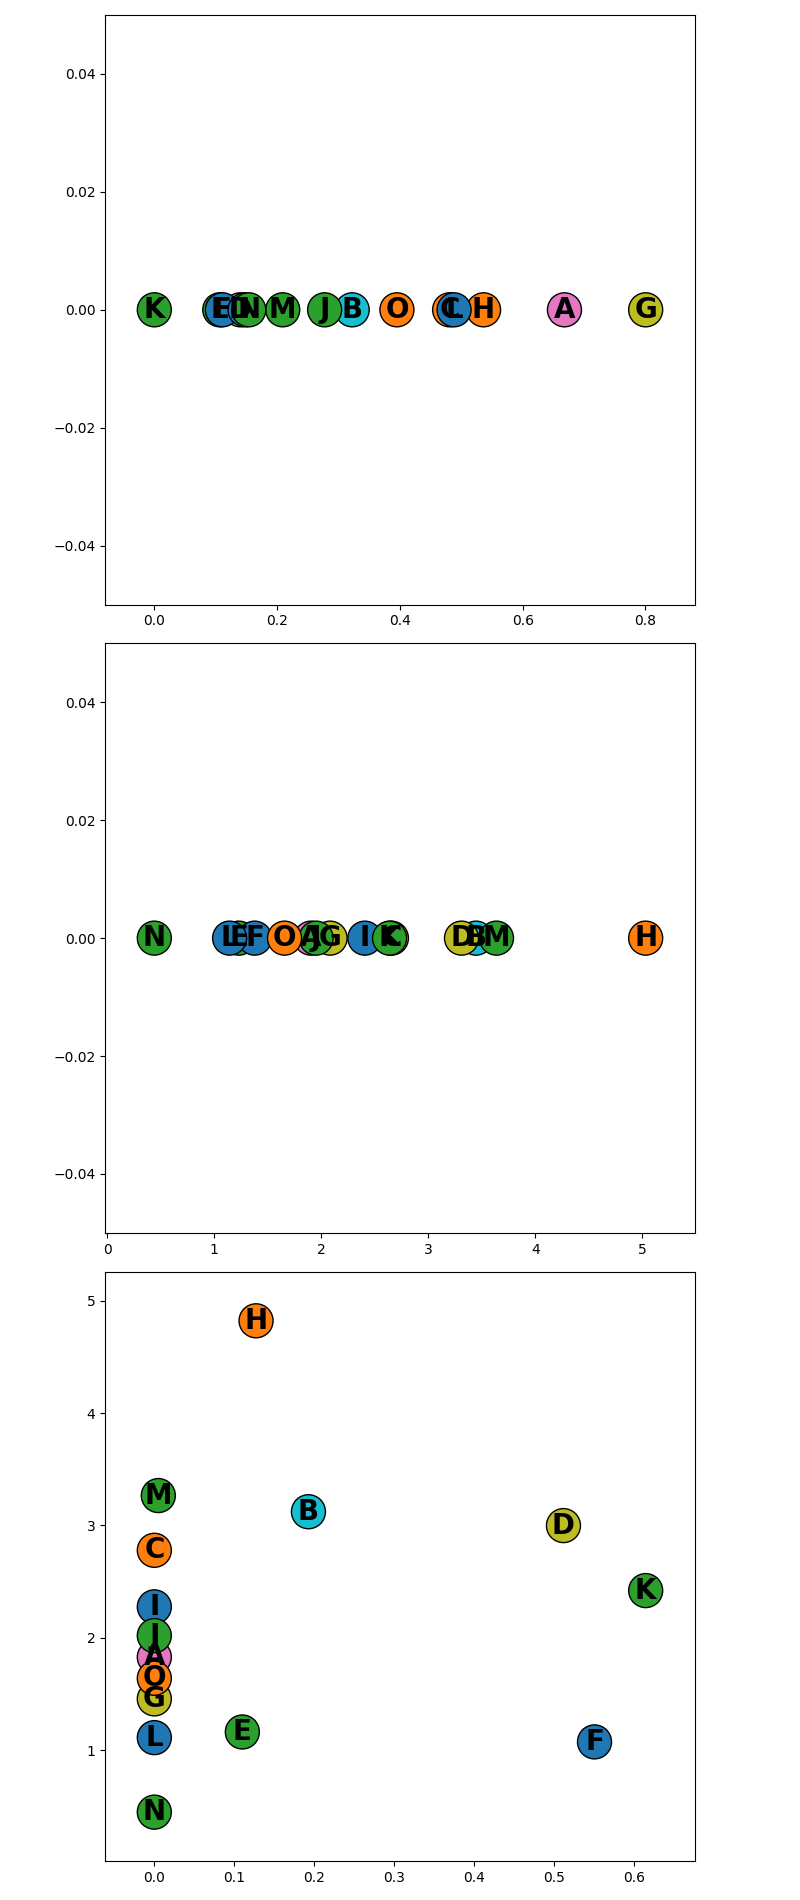 0.04
0.02
0.00
K E D N M J B O C L H A G
−0.02
−0.04
0.0 0.2 0.4 0.6 0.8
0.04
0.02
0.00
N L E F O A J G I K C D B M H
−0.02
−0.04
0 1 2 3 4 5
5
H
4
M
B
3
D
C
K
I
2
J
A
O
G
L
E
F
1
N
0.0 0.1 0.2 0.3 0.4 0.5 0.6